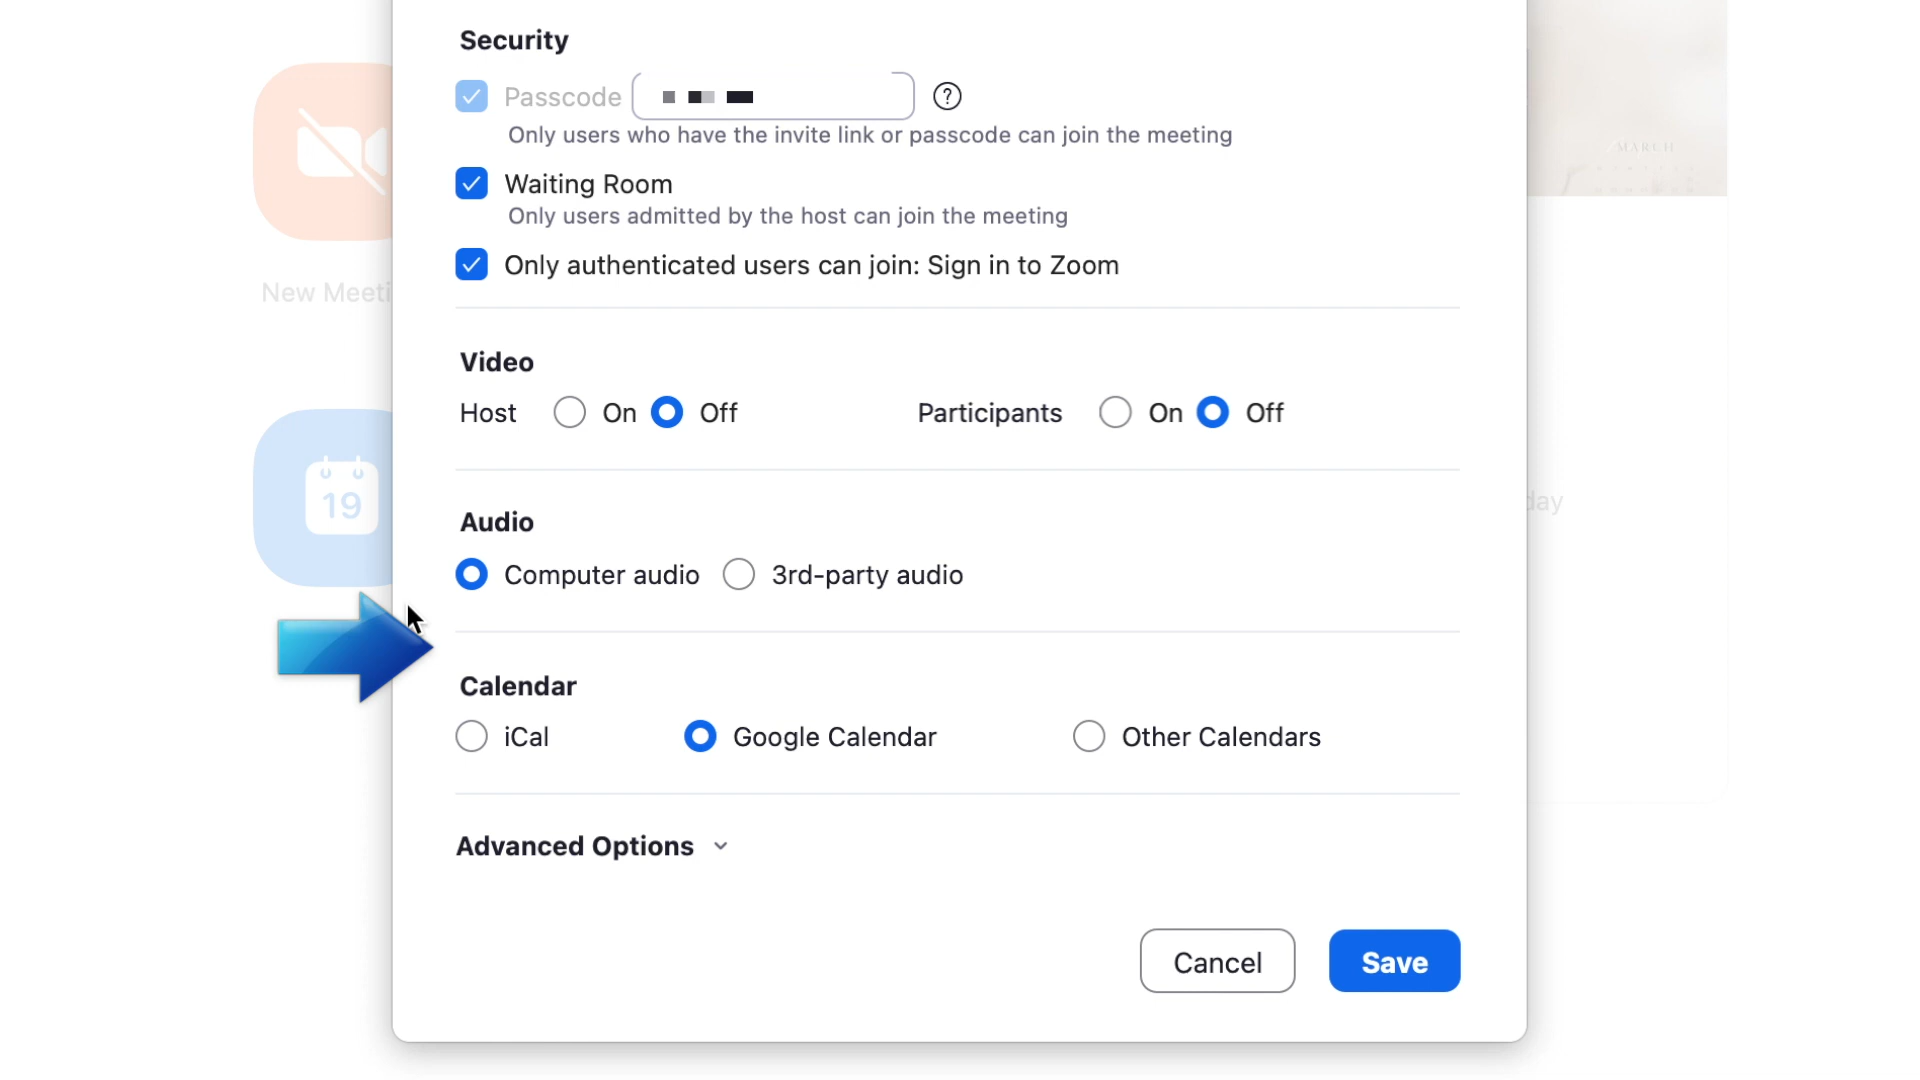 Security
Passcode
Only users who have the invite link or passcode can join the meeting
Waiting Room
Only users admitted by the host can join the meeting
Only authenticated users can join: Sign in to Zoom
MARCH
New Meeti
Video
Host On Off Participants On Off
19
day
Audio
Computer audio 3rd-party audio
Calendar
iCal Google Calendar Other Calendars
Advanced Options
Cancel Save